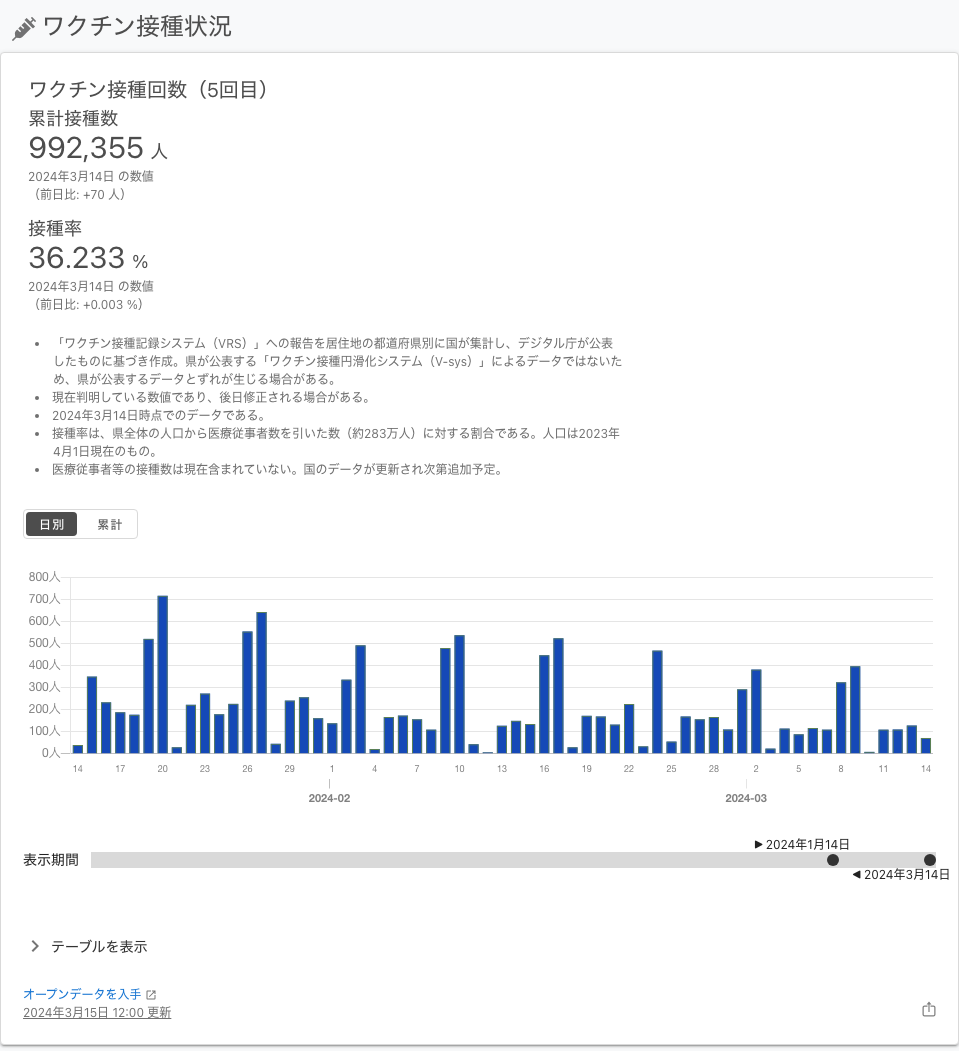 ワクチン接種状況
ワクチン接種回数（5回目）
累計接種数
992,355 人
2024年3月14日 の数値
（前日比: +70 人）
接種率
36.233 %
2024年3月14日 の数値
（前日比: +0.003 %）
• 「ワクチン接種記録システム（VRS）」への報告を居住地の都道府県別に国が集計し、デジタル庁が公表
したものに基づき作成。県が公表する「ワクチン接種円滑化システム（V-sys）」によるデータではないた
め、県が公表するデータとずれが生じる場合がある。
• 現在判明している数値であり、後日修正される場合がある。
• 2024年3月14日時点でのデータである。
• 接種率は、県全体の人口から医療従事者数を引いた数（約283万人）に対する割合である。人口は2023年
4月1日現在のもの。
• 医療従事者等の接種数は現在含まれていない。国のデータが更新され次第追加予定。
日別 累計
800人
700人
600人
500人
400人
300人
200人
100人
0人
14 17 20 23 26 29 1 4 7 10 13 16 19 22 25 28 2 5 8 11 14
2024-02 2024-03
▶ 2024年1月14日
表示期間
◀ 2024年3月14日
テーブルを表示
オープンデータを入手
2024年3月15日 12:00 更新